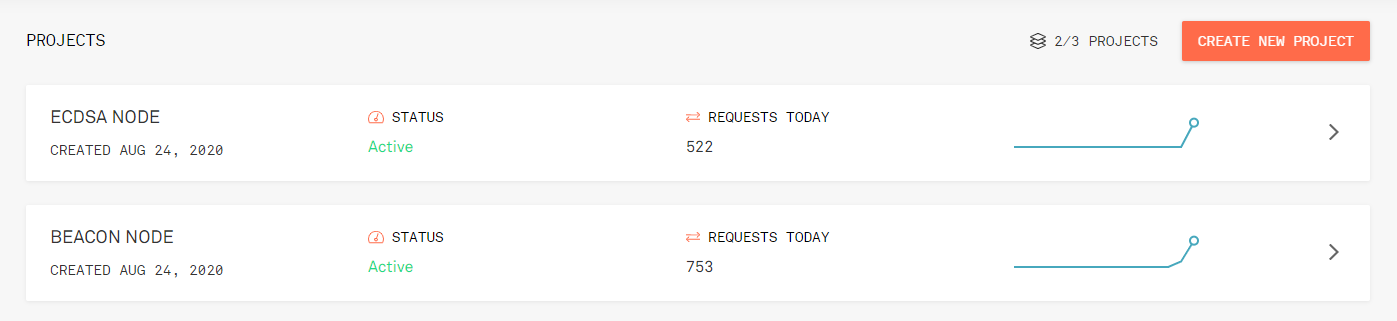 PROJECTS
2/3 PROJECTS
CREATE NEW PROJECT
ECDSA NODE
STATUS
REQUESTS TODAY
CREATED AUG 24, 2020
Active
522
BEACON NODE
STATUS
REQUESTS TODAY
CREATED AUG 24, 2020
Active
753